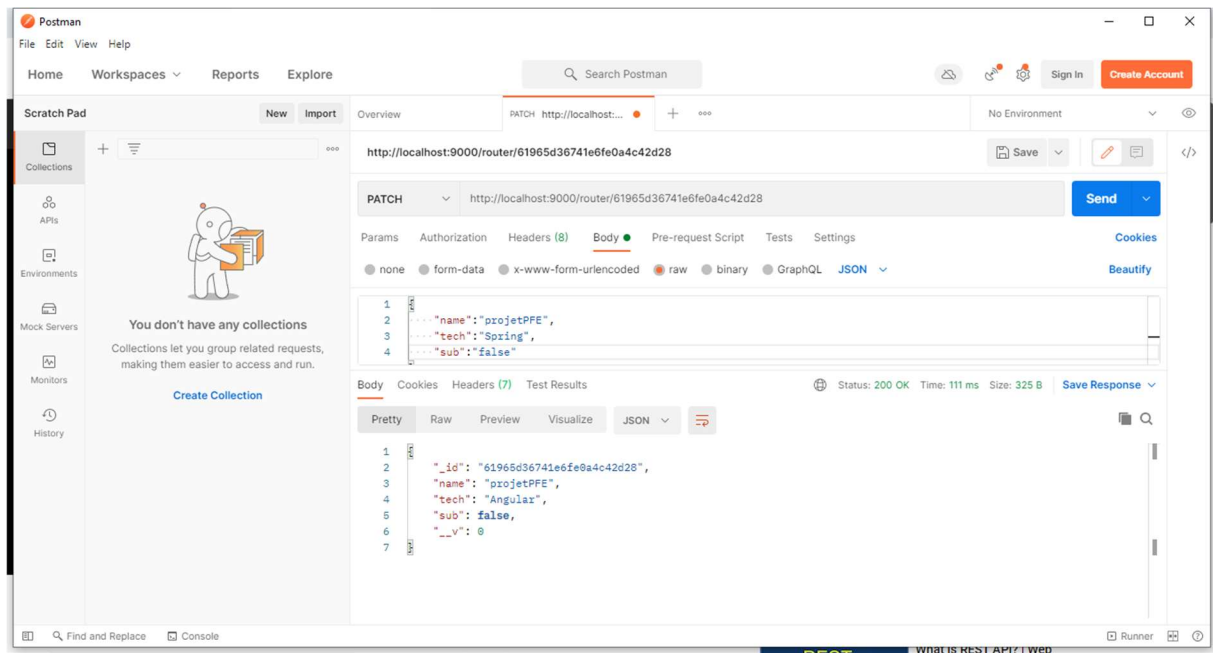 Postman
File Edit View Help
Home Workspaces Reports Explore Search Postman Sign In Create Account
Scratch Pad New Import Overview PATCH http://localhost:... No Environment
Collections
APIs
Environments
Mock Servers
Monitors
History
You don't have any collections
Collections let you group related requests,
making them easier to access and run.
Create Collection
http://localhost:9000/router/61965d36741e6fe0a4c42d28 Save
PATCH http://localhost:9000/router/61965d36741e6fe0a4c42d28 Send
Params Authorization Headers (8) Body Pre-request Script Tests Settings Cookies
none form-data x-www-form-urlencoded raw binary GraphQL JSON Beautify
1 {
2 "name":"projetPFE",
3 "tech":"Spring",
4 "sub":"false"
Body Cookies Headers (7) Test Results Status: 200 OK Time: 111 ms Size: 325 B Save Response
Pretty Raw Preview Visualize JSON
1 {
2 "_id": "61965d36741e6fe0a4c42d28",
3 "name": "projetPFE",
4 "tech": "Angular",
5 "sub": false,
6 "__v": 0
7 }
Find and Replace Console Runner
REST What is REST API? | Web